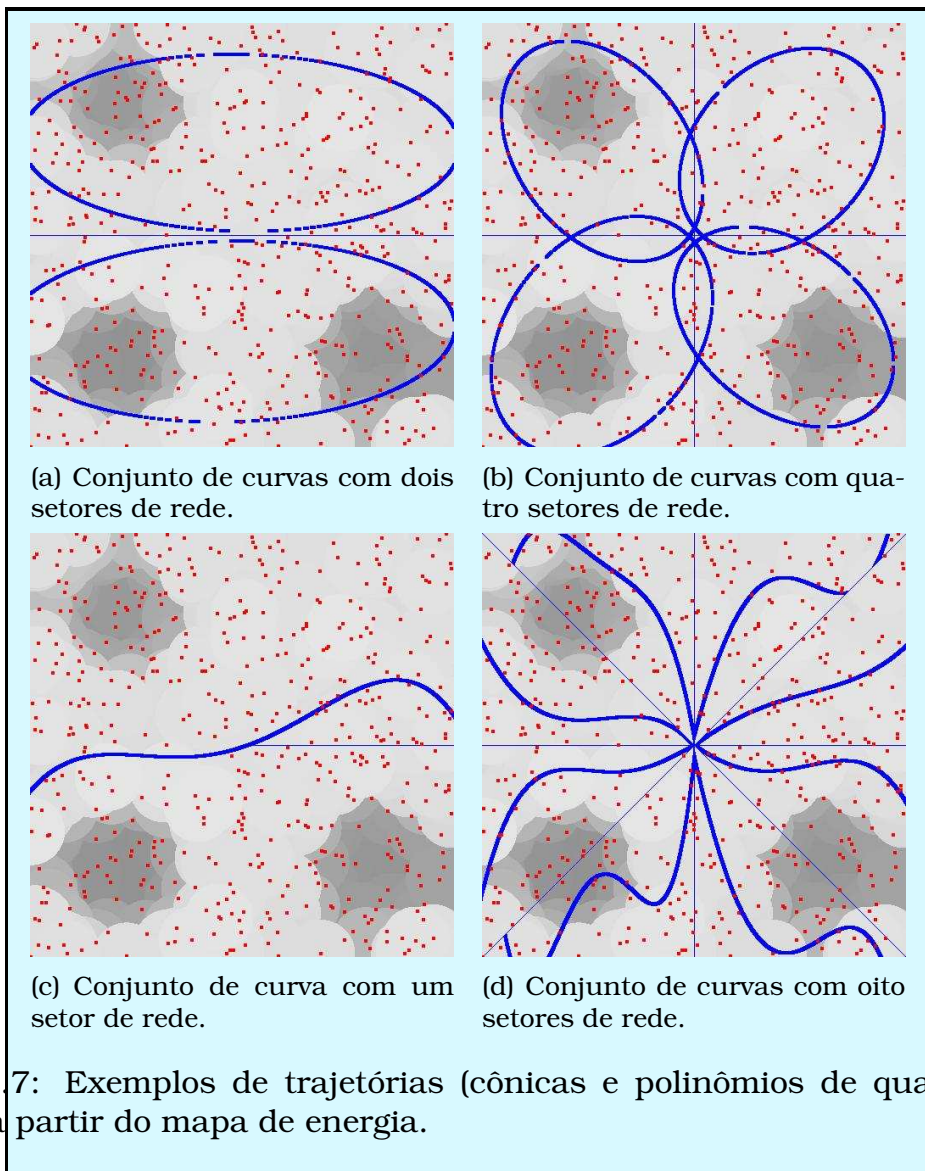 (a) Conjunto de curvas com dois
setores de rede.
(b) Conjunto de curvas com qua-
tro setores de rede.
(c) Conjunto de curva com um
setor de rede.
(d) Conjunto de curvas com oito
setores de rede.
.7: Exemplos de trajetórias (cônicas e polinômios de qua
partir do mapa de energia.